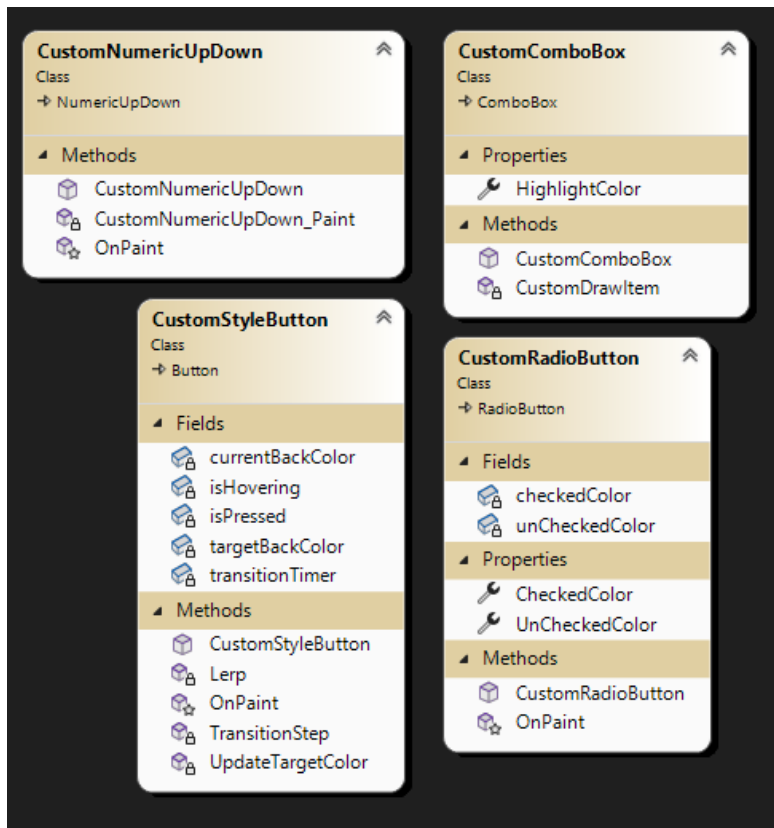 CustomNumericUpDown
Class
NumericUpDown
Methods
CustomNumericUpDown
CustomNumericUpDown_Paint
OnPaint
CustomComboBox
Class
ComboBox
Properties
HighlightColor
Methods
CustomComboBox
CustomDrawItem
CustomStyleButton
Class
Button
Fields
currentBackColor
isHovering
isPressed
targetBackColor
transitionTimer
Methods
CustomStyleButton
Lerp
OnPaint
TransitionStep
UpdateTargetColor
CustomRadioButton
Class
RadioButton
Fields
checkedColor
unCheckedColor
Properties
CheckedColor
UnCheckedColor
Methods
CustomRadioButton
OnPaint